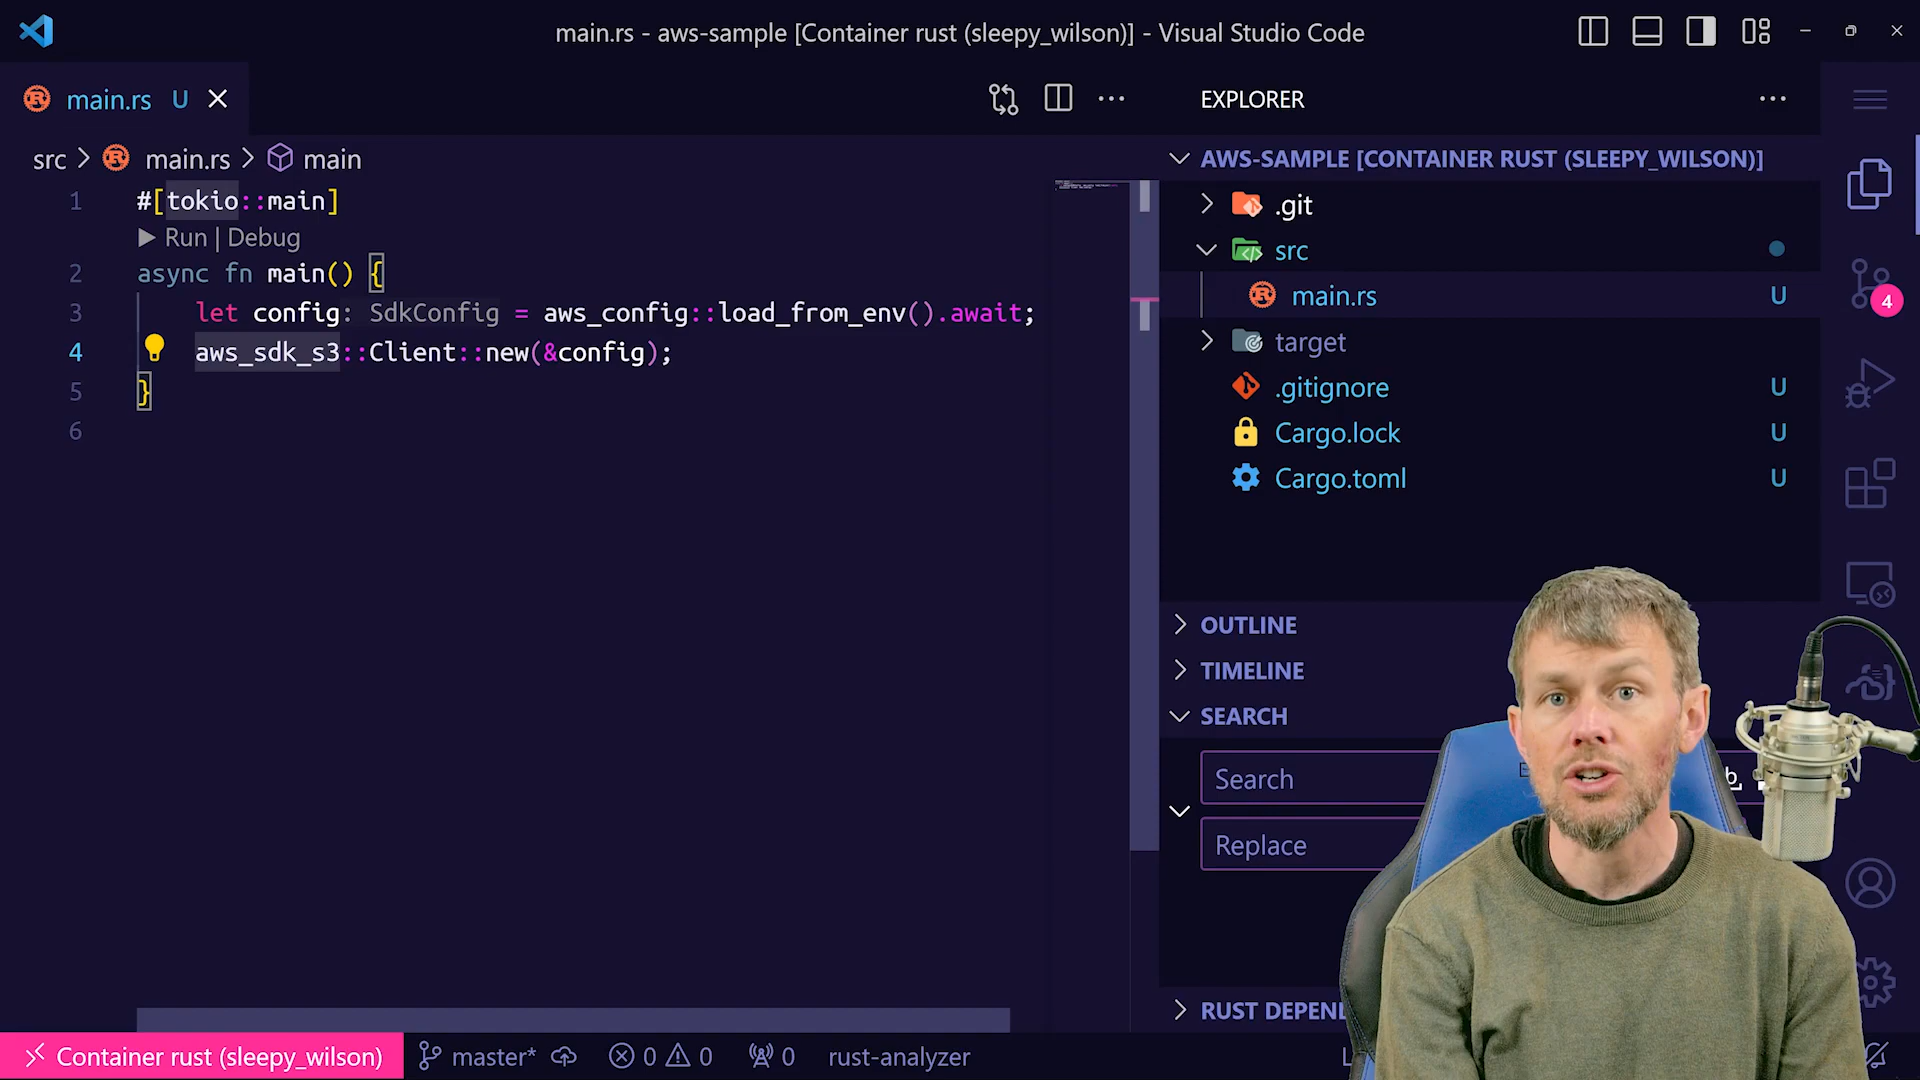 main.rs - aws-sample [Container rust (sleepy_wilson)] - Visual Studio Code
main.rs U
src > main.rs > main
1 #[tokio::main]
Run | Debug
2 async fn main() {
3 let config: SdkConfig = aws_config::load_from_env().await;
4 aws_sdk_s3::Client::new(&config);
5 }
6
EXPLORER
AWS-SAMPLE [CONTAINER RUST (SLEEPY_WILSON)]
.git
src
main.rs U
target
.gitignore U
Cargo.lock U
Cargo.toml U
OUTLINE
TIMELINE
SEARCH
Search
Replace
RUST
4
Container rust (sleepy_wilson)
master* 0 0 0 rust-analyzer